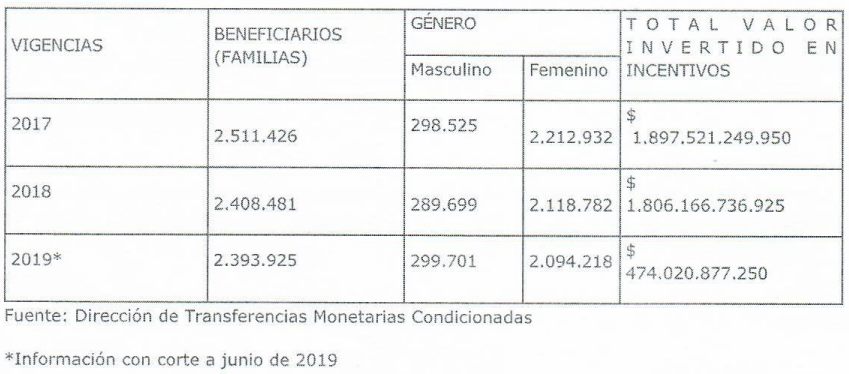 VIGENCIAS
BENEFICIARIOS
(FAMILIAS)
GÉNERO
Masculino
Femenino
TOTAL VALOR
INVERTIDO EN
INCENTIVOS
2017
2.511.426
298.525
2.212.932
$
1.897.521.249.950
2018
2.408.481
289.699
2.118.782
$
1.806.166.736.925
2019*
2.393.925
299.701
2.094.218
$
474.020.877.250
Fuente: Dirección de Transferencias Monetarias Condicionadas
*Información con corte a junio de 2019